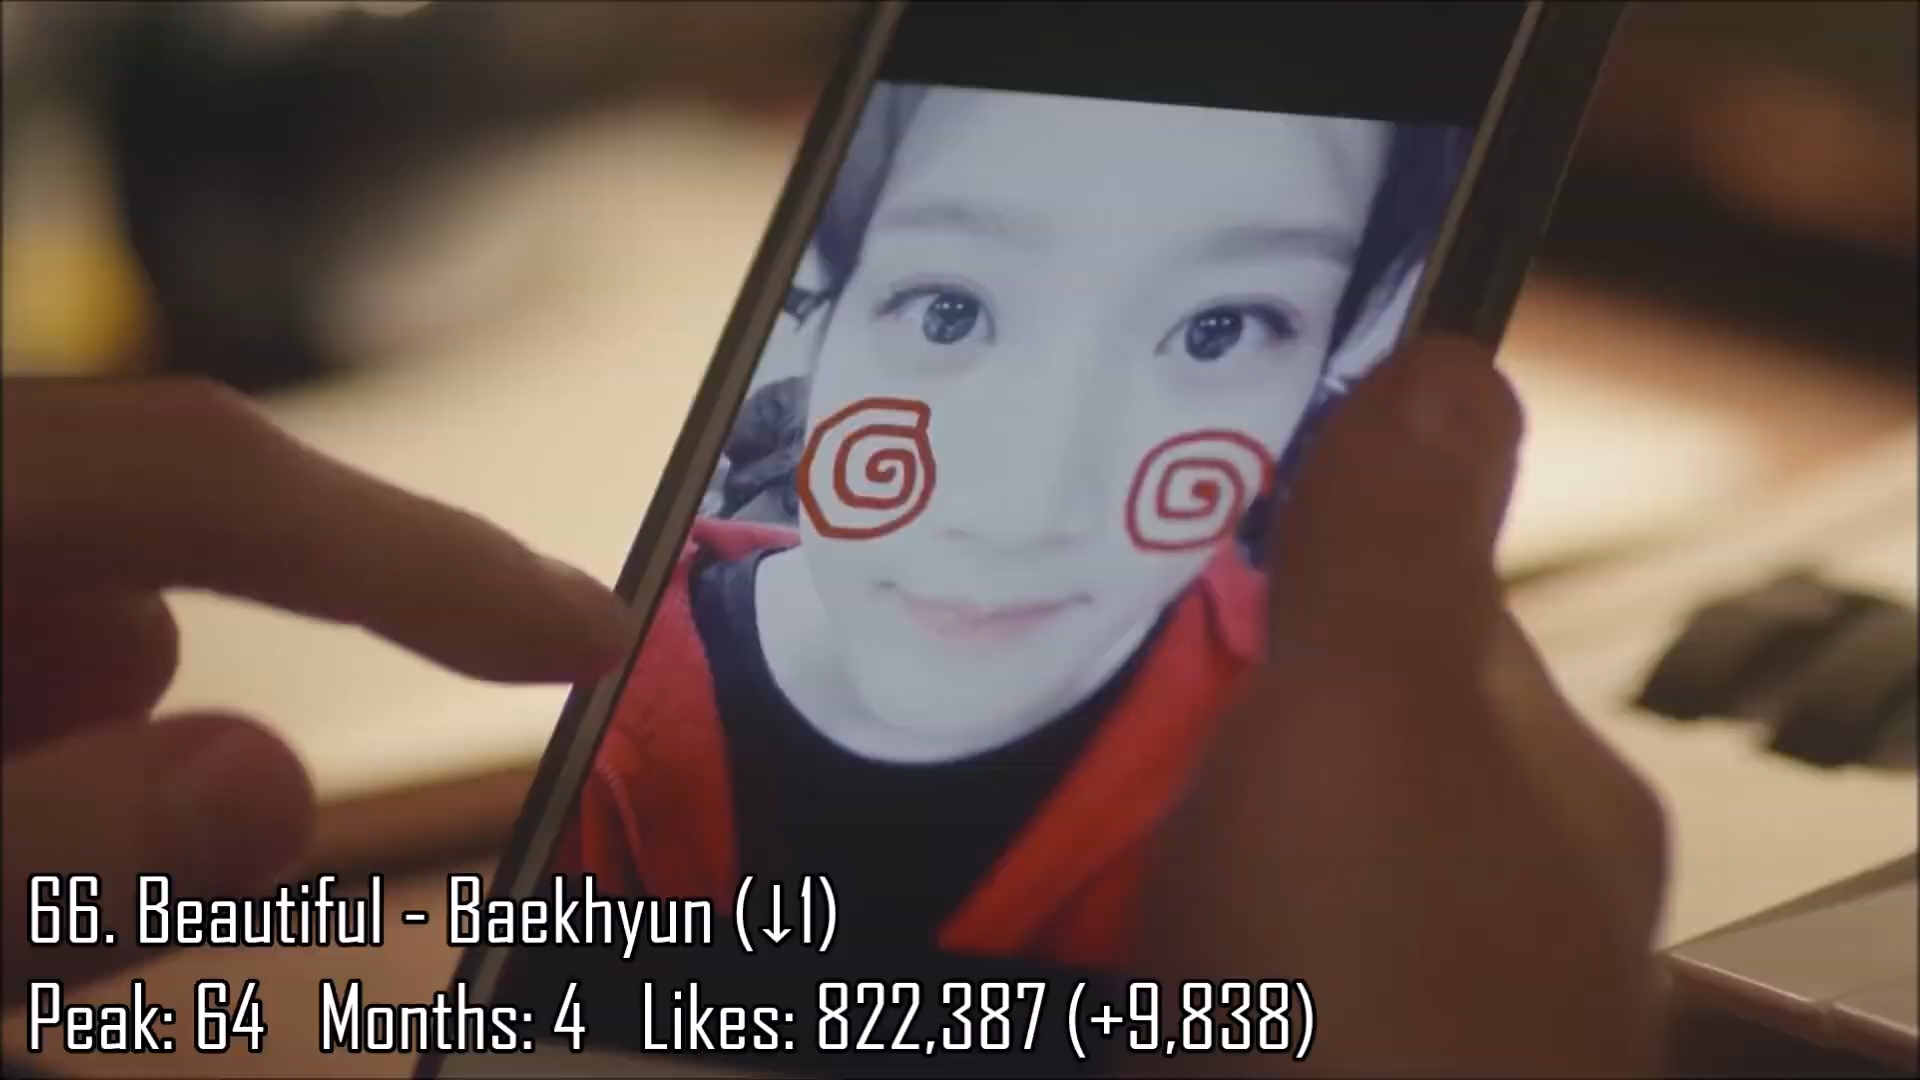 66. Beautiful - Baekhyun (↓1)
Peak: 64 Months: 4 Likes: 822,387 (+9,838)